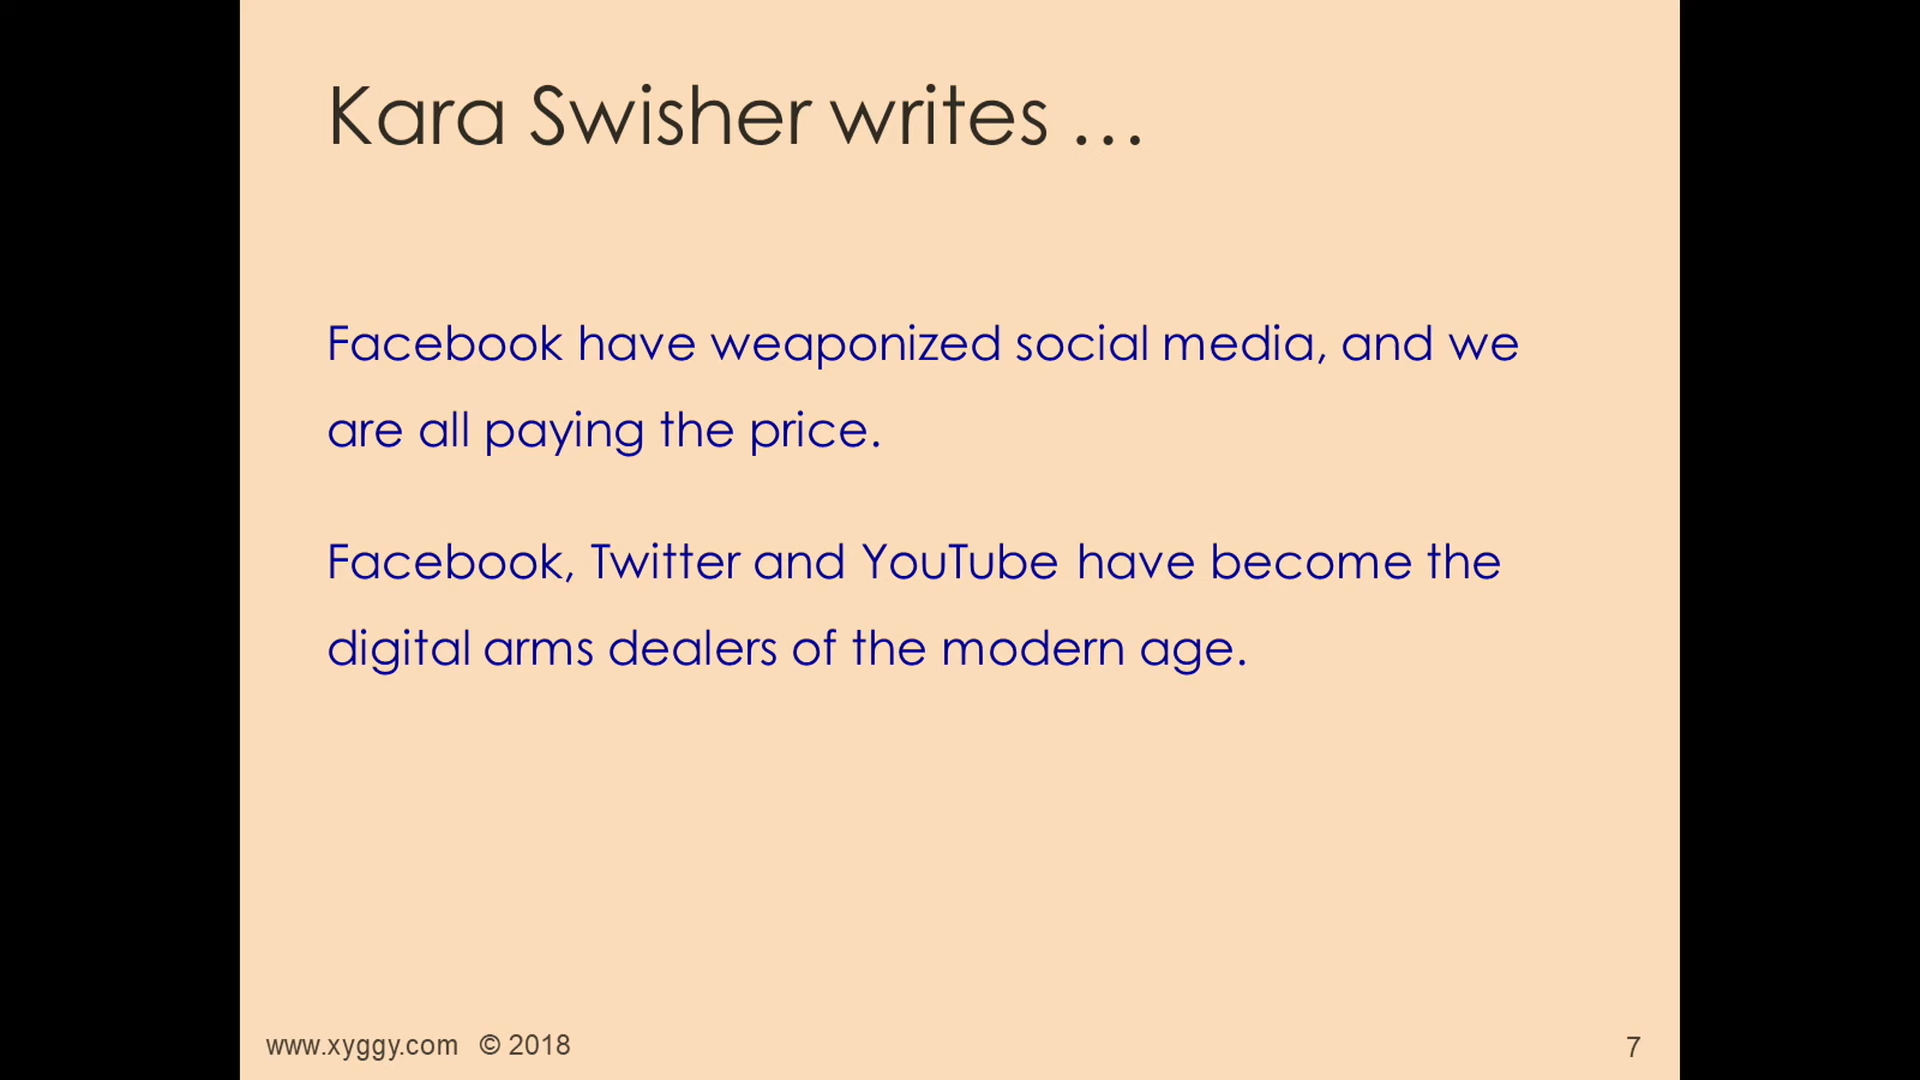 Kara Swisher writes …
Facebook have weaponized social media, and we
are all paying the price.
Facebook, Twitter and YouTube have become the
digital arms dealers of the modern age.
www.xyggy.com © 2018
7